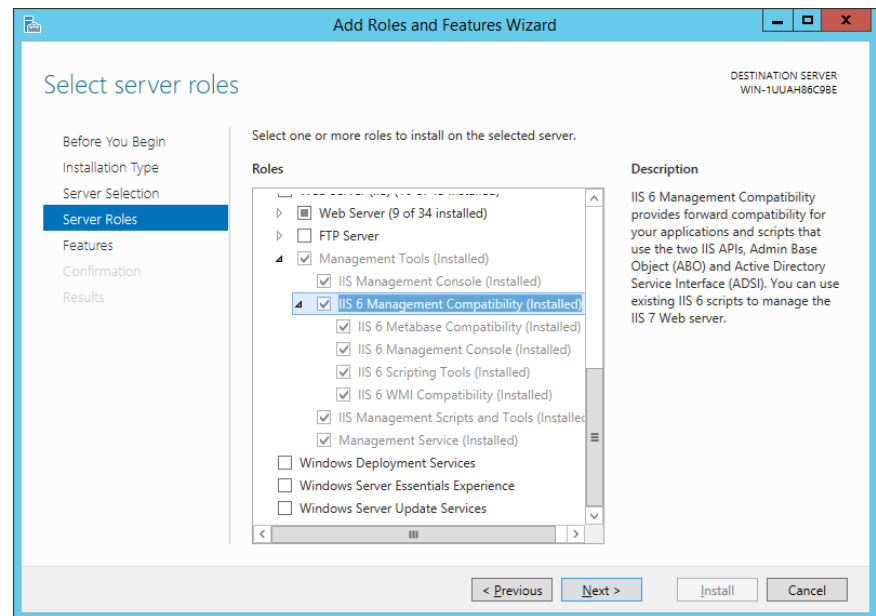 Add Roles and Features Wizard
Select server roles
DESTINATION SERVER
WIN-1UUAH86C9BE
Before You Begin
Installation Type
Server Selection
Server Roles
Features
Confirmation
Results
Select one or more roles to install on the selected server.
Roles
Web Server (9 of 34 installed)
FTP Server
Management Tools (Installed)
IIS Management Console (Installed)
IIS 6 Management Compatibility (Installed)
IIS 6 Metabase Compatibility (Installed)
IIS 6 Management Console (Installed)
IIS 6 Scripting Tools (Installed)
IIS 6 WMI Compatibility (Installed)
IIS Management Scripts and Tools (Installed
Management Service (Installed)
Windows Deployment Services
Windows Server Essentials Experience
Windows Server Update Services
Description
IIS 6 Management Compatibility
provides forward compatibility for
your applications and scripts that
use the two IIS APIs, Admin Base
Object (ABO) and Active Directory
Service Interface (ADSI). You can use
existing IIS 6 scripts to manage the
IIS 7 Web server.
< Previous
Next >
Install
Cancel